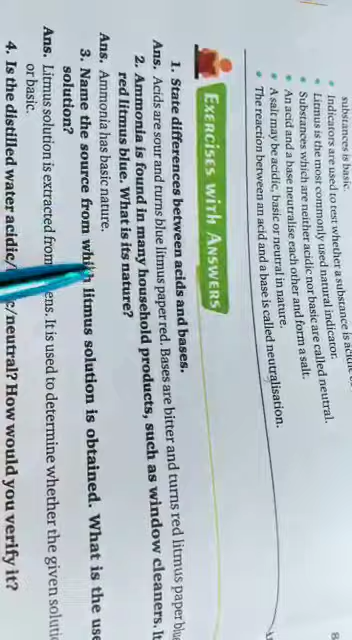 substances is basic.
Indicators are used to test whether a substance is acidic or
Litmus is the most commonly used natural indicator.
Substances which are neither acidic nor basic are called neutral.
An acid and a base neutralise each other and form a salt.
A salt may be acidic, basic or neutral in nature.
The reaction between an acid and a base is called neutralisation.
EXERCISES WITH ANSWERS
1. State differences between acids and bases.
Ans. Acids are sour and turns blue litmus paper red. Bases are bitter and turns red litmus paper blue
2. Ammonia is found in many household products, such as window cleaners. It
red litmus blue. What is its nature?
Ans. Ammonia has basic nature.
3. Name the source from which litmus solution is obtained. What is the use
solution?
Ans. Litmus solution is extracted from ens. It is used to determine whether the given soluti
or basic.
4. Is the distilled water acidic/ c/neutral? How would you verify it?